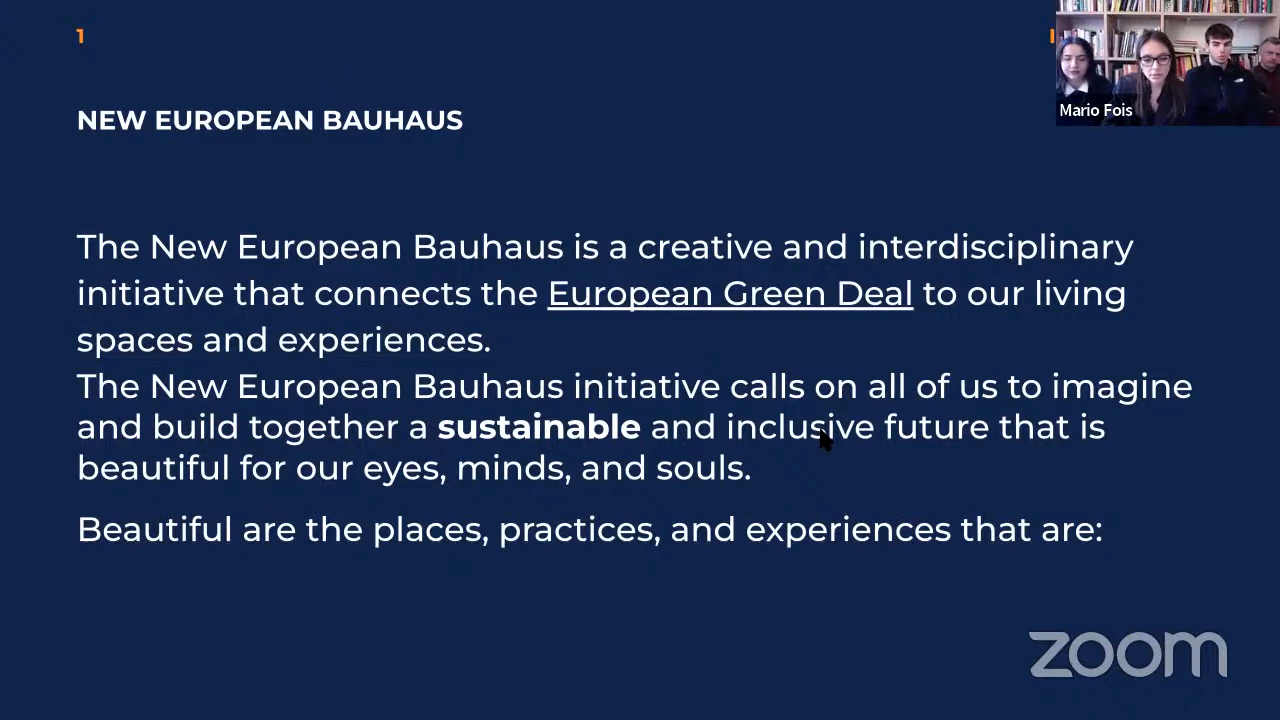 1
Mario Fois
NEW EUROPEAN BAUHAUS
The New European Bauhaus is a creative and interdisciplinary
initiative that connects the European Green Deal to our living
spaces and experiences.
The New European Bauhaus initiative calls on all of us to imagine
and build together a sustainable and inclusive future that is
beautiful for our eyes, minds, and souls.
Beautiful are the places, practices, and experiences that are:
zoom